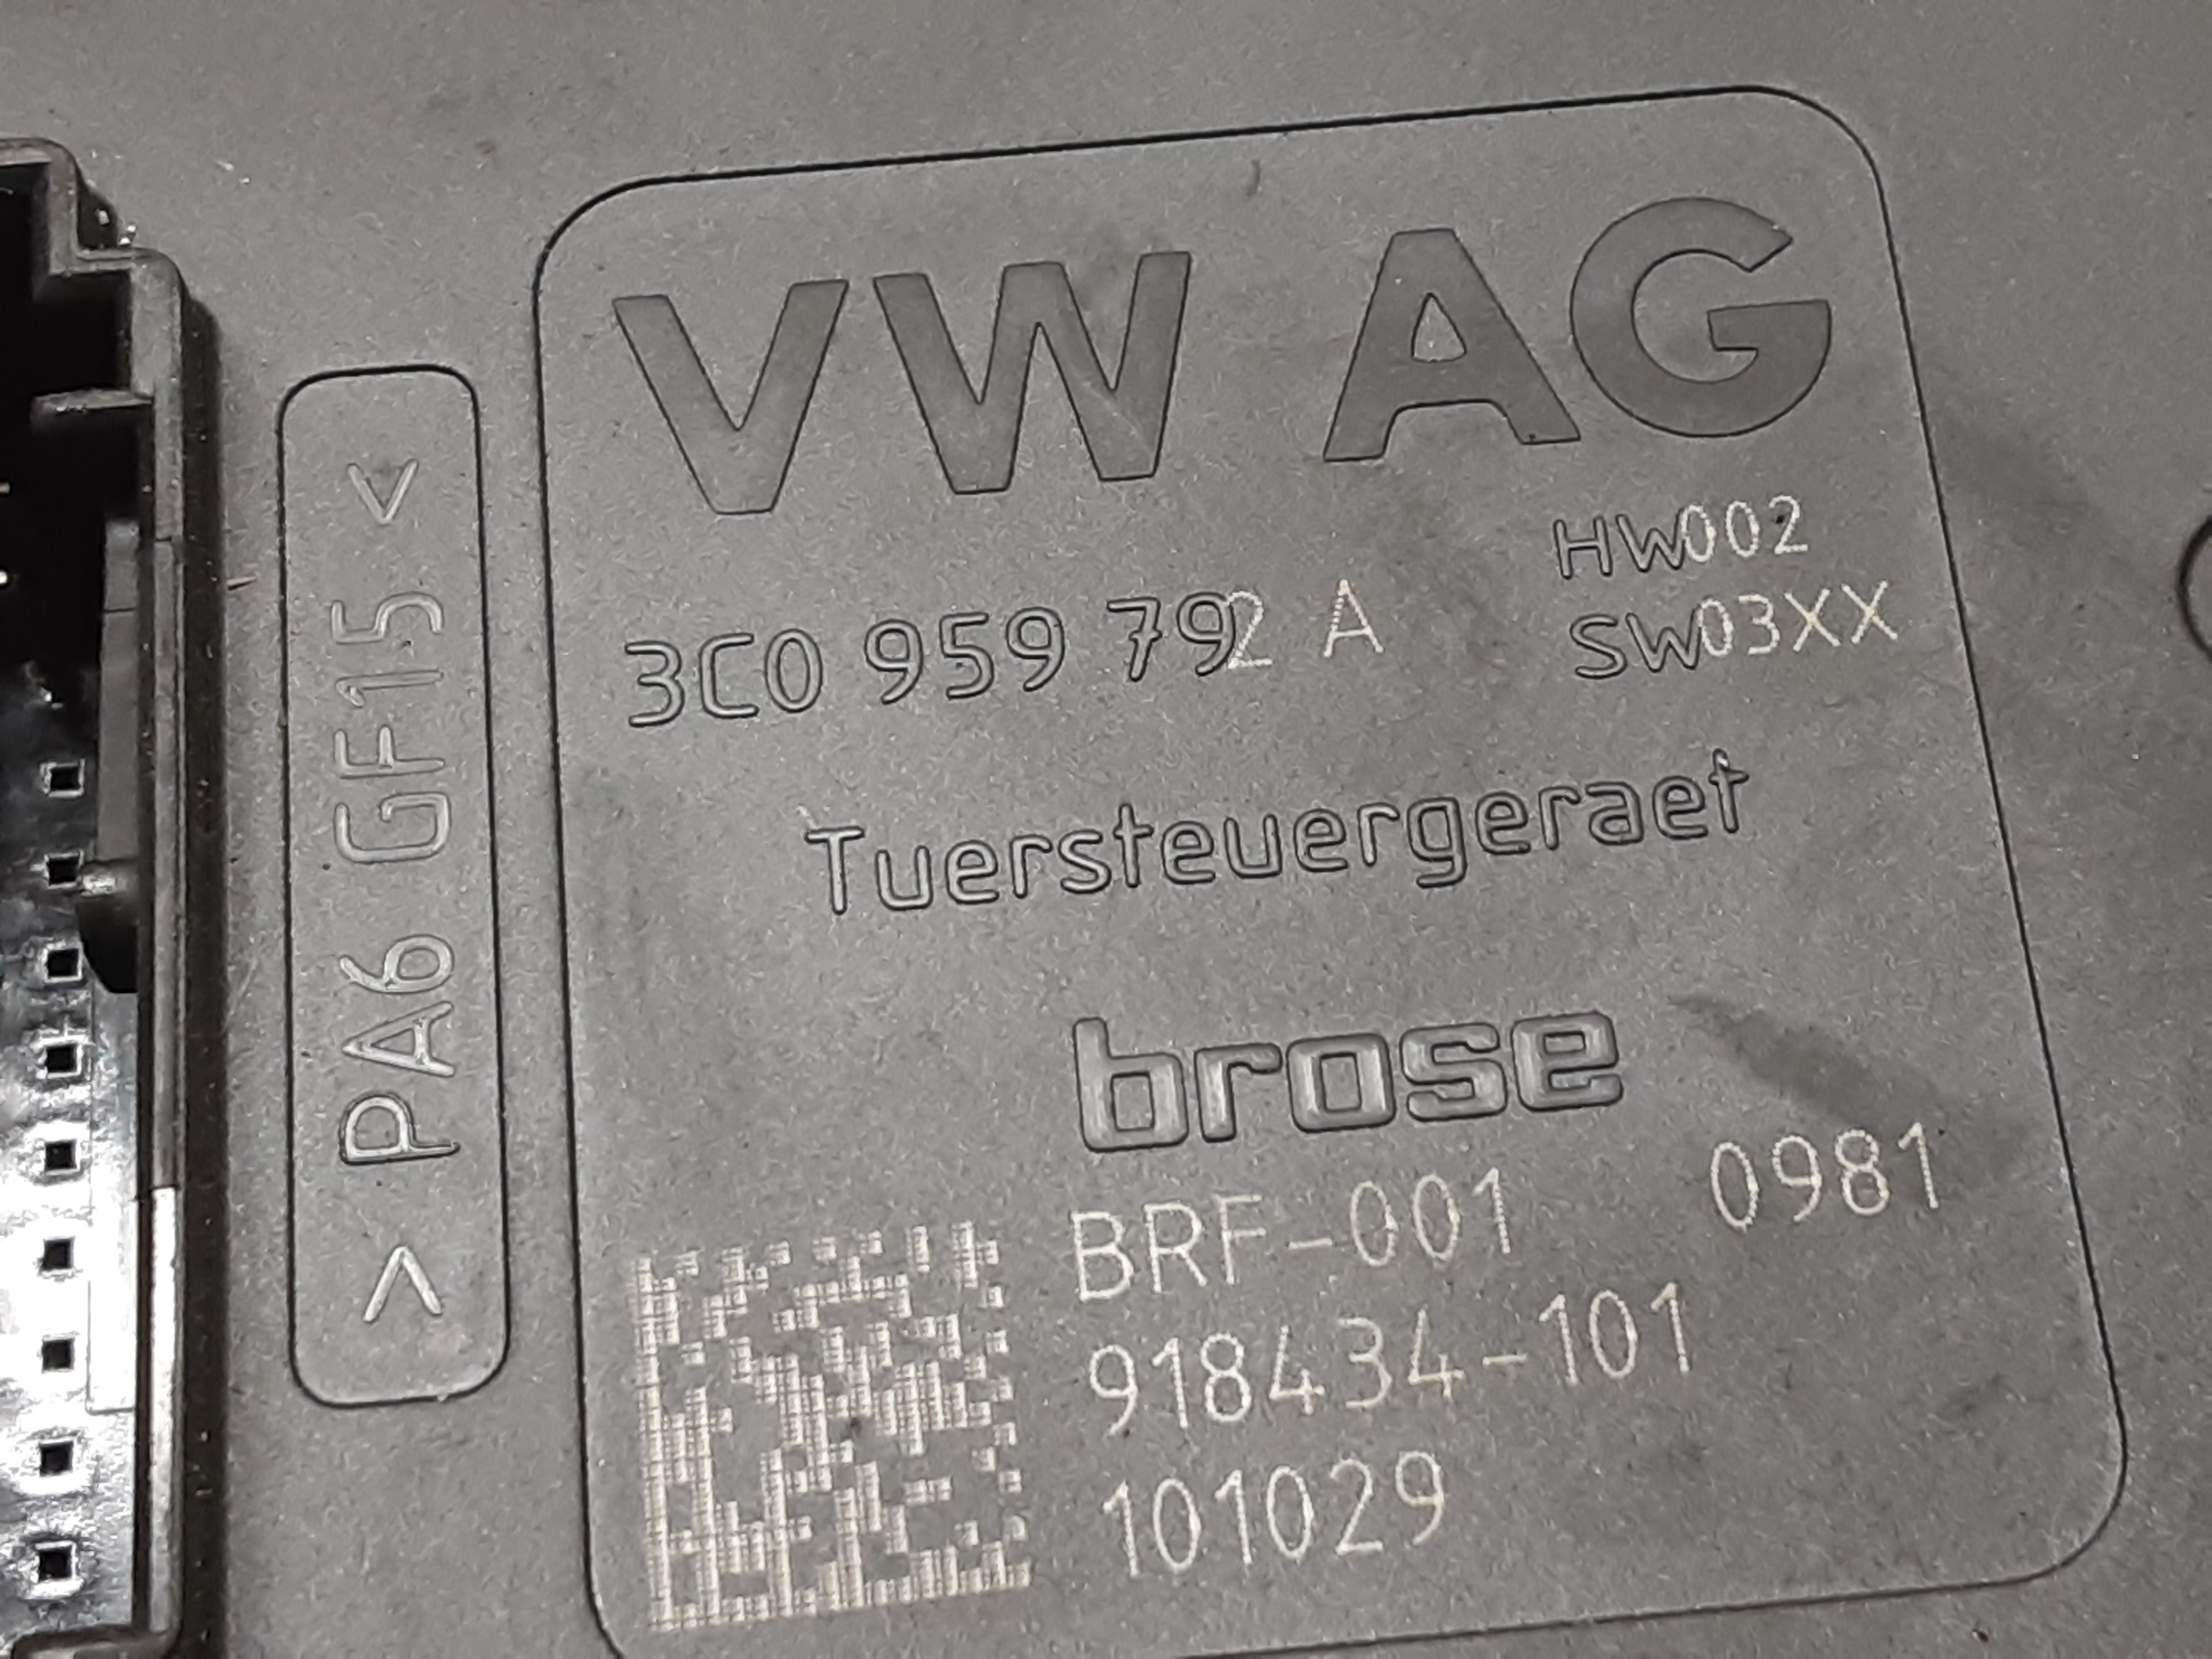 VW AG
HW002
3C0 959 792 A
SW03XX
Tuersteuergeraet
brose
BRF-001 0981
918434-101
101029
> PA6 GF15 <